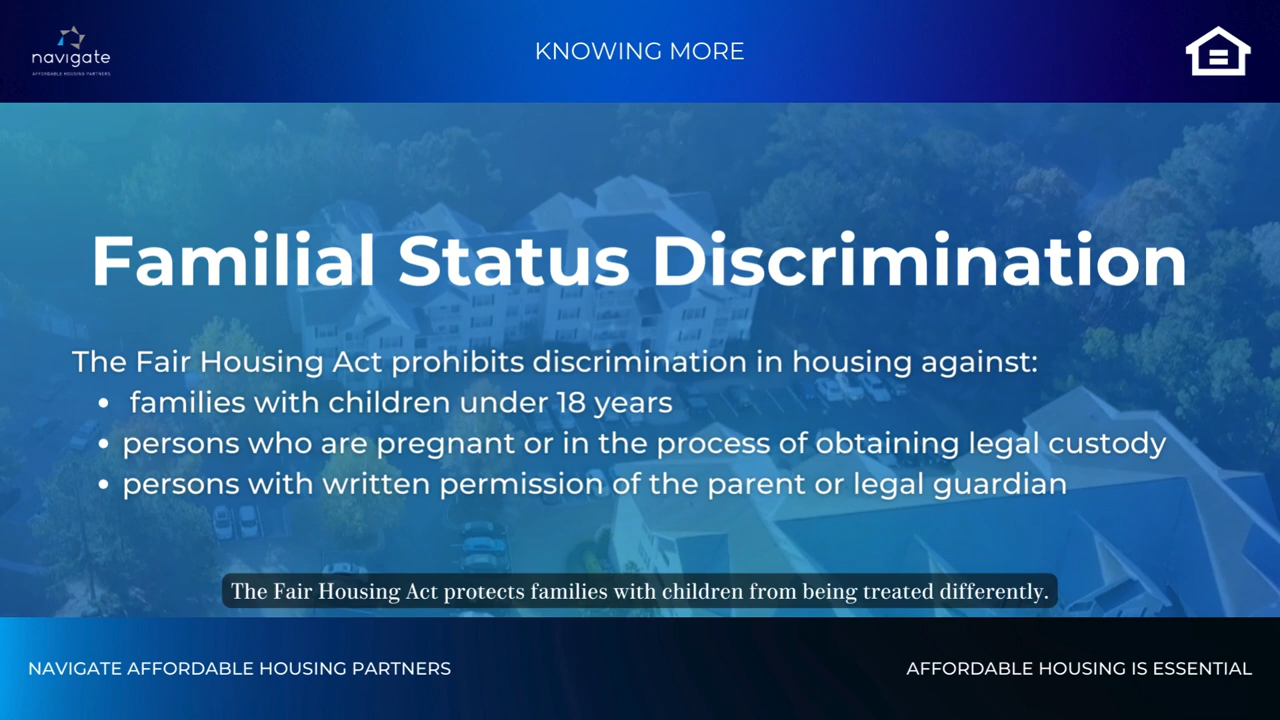 navigate
AFFORDABLE HOUSING PARTNERS
KNOWING MORE
Familial Status Discrimination
The Fair Housing Act prohibits discrimination in housing against:
• families with children under 18 years
• persons who are pregnant or in the process of obtaining legal custody
• persons with written permission of the parent or legal guardian
The Fair Housing Act protects families with children from being treated differently.
NAVIGATE AFFORDABLE HOUSING PARTNERS
AFFORDABLE HOUSING IS ESSENTIAL